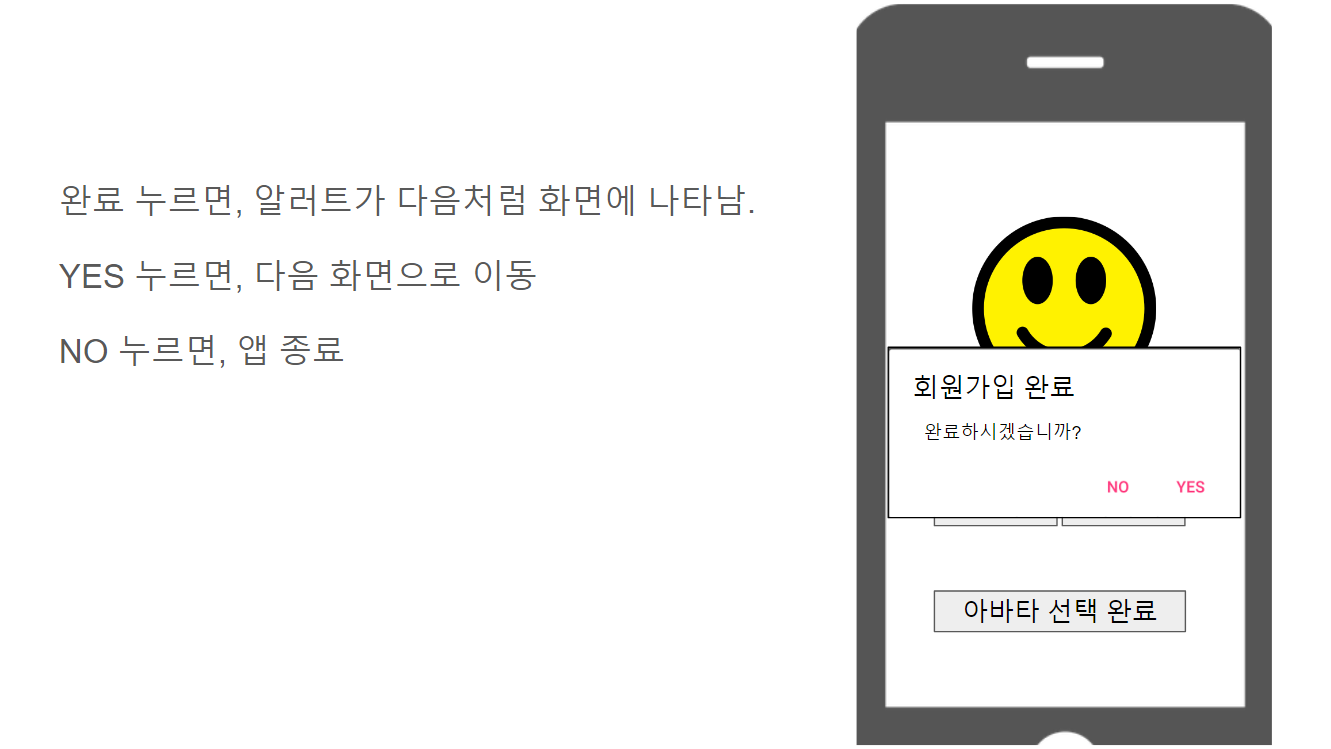 완료 누르면, 알러트가 다음처럼 화면에 나타남.
YES 누르면, 다음 화면으로 이동
NO 누르면, 앱 종료
회원가입 완료
완료하시겠습니까?
NO YES
아바타 선택 완료